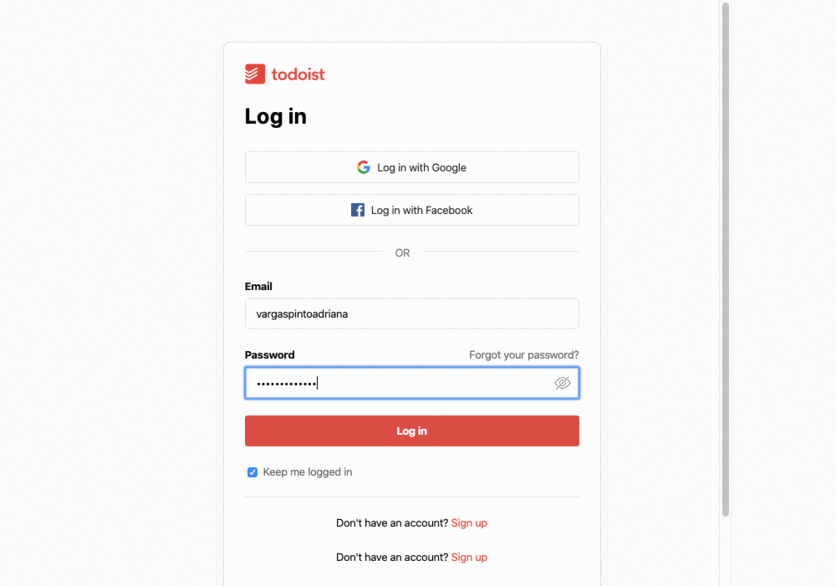 todoist
Log in
Log in with Google
Log in with Facebook
OR
Email
vargaspintoadriana
Password Forgot your password?
•••••••••••••
Log in
Keep me logged in
Don't have an account? Sign up
Don't have an account? Sign up